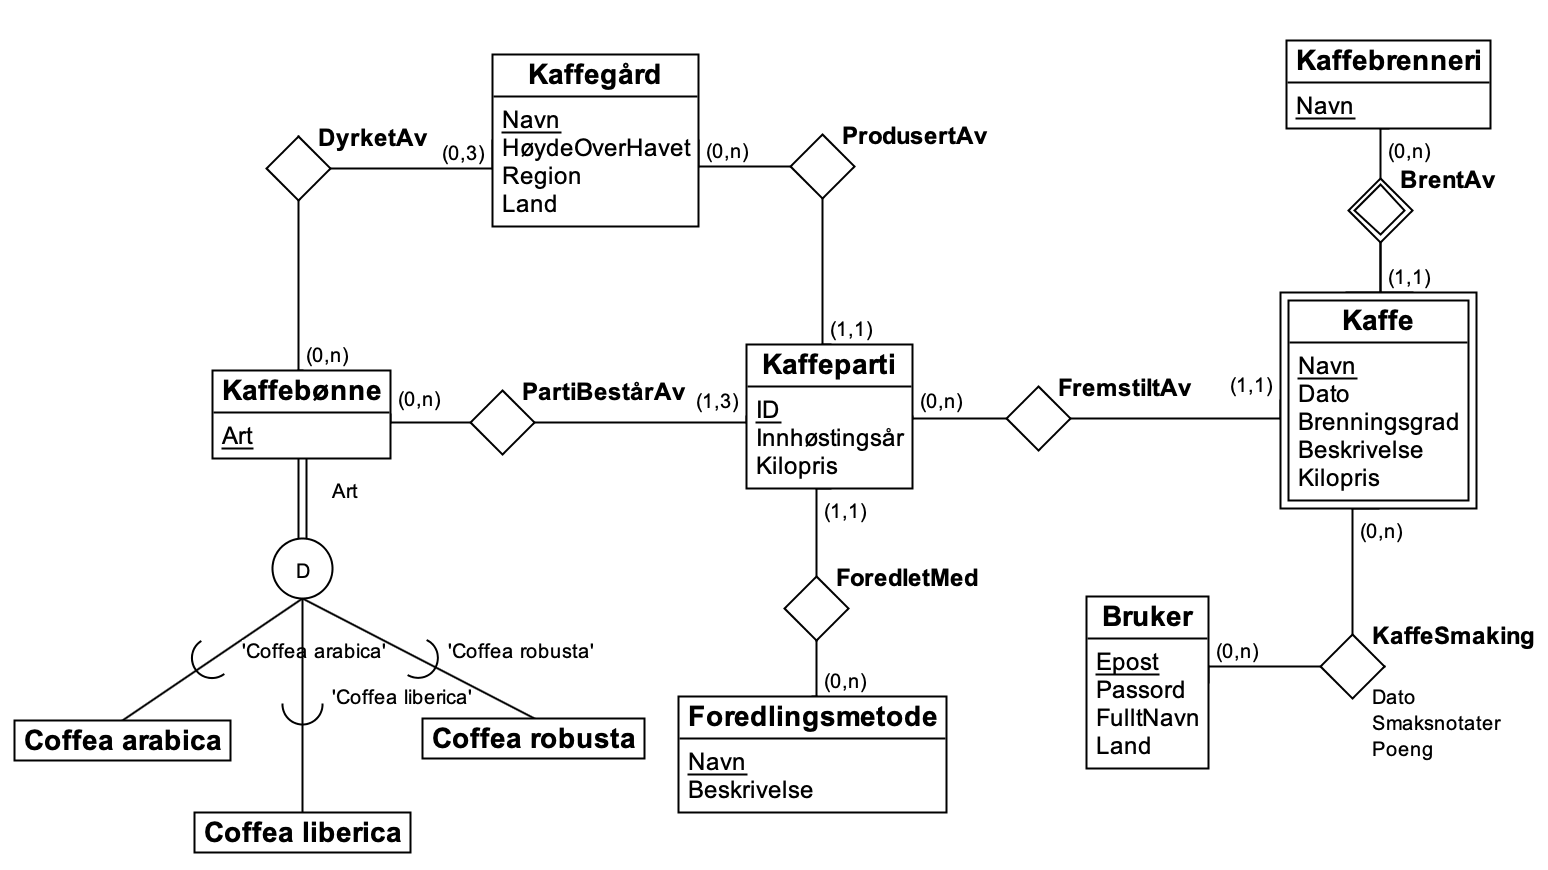 Kaffegård
Navn
HøydeOverHavet
Region
Land
Kaffebrenneri
Navn
DyrketAv
(0,3)
(0,n)
ProdusertAv
(0,n)
BrentAv
(1,1)
(0,n)
(1,1)
Kaffebønne
Art
(0,n)
PartiBestårAv
(1,3)
Kaffeparti
ID
Innhøstingsår
Kilopris
(0,n)
FremstiltAv
(1,1)
Kaffe
Navn
Dato
Brenningsgrad
Beskrivelse
Kilopris
Art
D
(1,1)
(0,n)
ForedletMed
'Coffea arabica'
'Coffea robusta'
'Coffea liberica'
Coffea arabica
Coffea robusta
Coffea liberica
(0,n)
Foredlingsmetode
Navn
Beskrivelse
Bruker
Epost
Passord
FulltNavn
Land
(0,n)
KaffeSmaking
Dato
Smaksnotater
Poeng